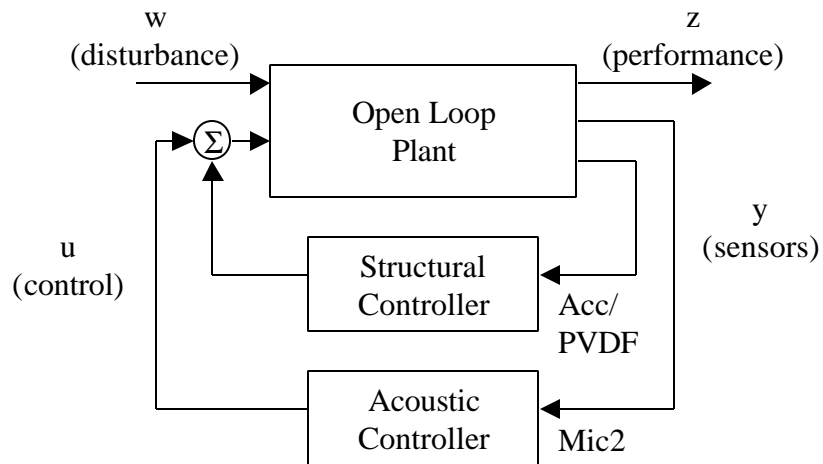 w
(disturbance)
z
(performance)
Open Loop
Plant
Σ
y
(sensors)
u
(control)
Structural
Controller
Acc/
PVDF
Acoustic
Controller
Mic2